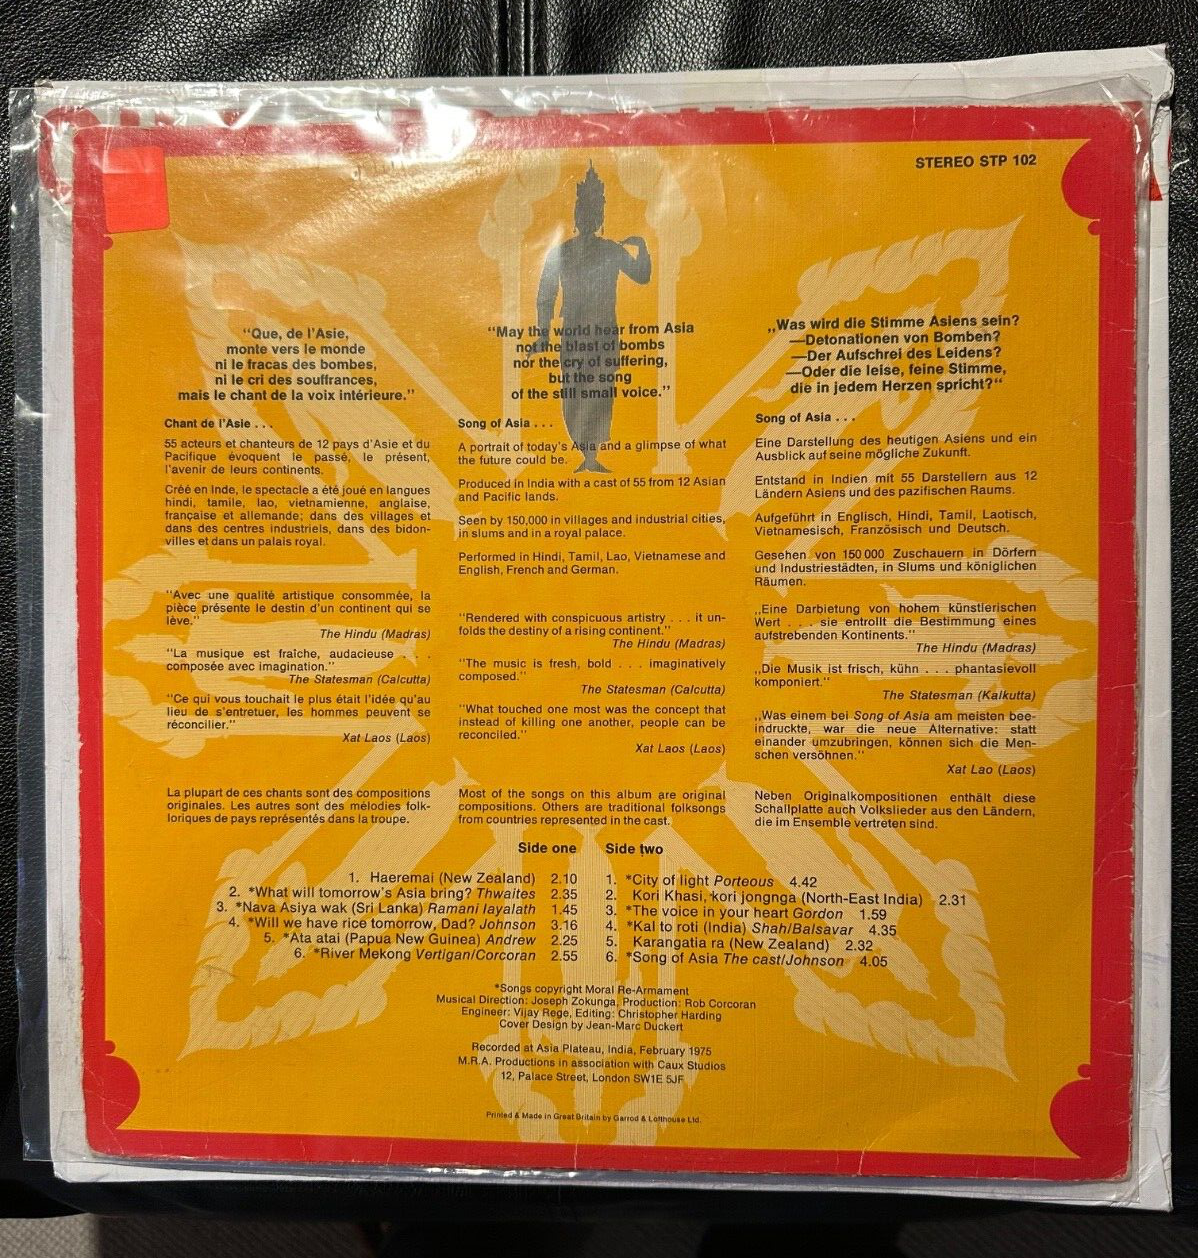 STEREO STP 102
“Que, de l’Asie,
monte vers le monde
ni le fracas des bombes,
ni le cri des souffrances,
mais le chant de la voix intérieure.”
Chant de l’Asie . . .
55 acteurs et chanteurs de 12 pays d’Asie et du
Pacifique évoquent le passé, le présent,
l’avenir de leurs continents.
Créé en Inde, le spectacle a été joué en langues
hindi, tamile, lao, vietnamienne, anglaise,
française et allemande; dans des villages et
dans des centres industriels, dans des bidon-
villes et dans un palais royal.
“Avec une qualité artistique consommée, la
pièce présente le destin d’un continent qui se
lève.”
The Hindu (Madras)
“La musique est fraîche, audacieuse . . .
composée avec imagination.”
The Statesman (Calcutta)
“Ce qui vous touchait le plus était l’idée qu’au
lieu de s’entretuer, les hommes peuvent se
réconcilier.”
Xat Laos (Laos)
La plupart de ces chants sont des compositions
originales. Les autres sont des mélodies folk-
loriques de pays représentés dans la troupe.
“May the world hear from Asia
not the blast of bombs
nor the cry of suffering,
but the song
of the still small voice.”
Song of Asia . . .
A portrait of today’s Asia and a glimpse of what
the future could be.
Produced in India with a cast of 55 from 12 Asian
and Pacific lands.
Seen by 150,000 in villages and industrial cities,
in slums and in a royal palace.
Performed in Hindi, Tamil, Lao, Vietnamese and
English, French and German.
“Rendered with conspicuous artistry . . . it un-
folds the destiny of a rising continent.”
The Hindu (Madras)
“The music is fresh, bold . . . imaginatively
composed.”
The Statesman (Calcutta)
“What touched one most was the concept that
instead of killing one another, people can be
reconciled.”
Xat Laos (Laos)
Most of the songs on this album are original
compositions. Others are traditional folksongs
from countries represented in the cast.
„Was wird die Stimme Asiens sein?
—Detonationen von Bomben?
—Der Aufschrei des Leidens?
—Oder die leise, feine Stimme,
die in jedem Herzen spricht?“
Song of Asia . . .
Eine Darstellung des heutigen Asiens und ein
Ausblick auf seine mögliche Zukunft.
Entstand in Indien mit 55 Darstellern aus 12
Ländern Asiens und des pazifischen Raums.
Aufgeführt in Englisch, Hindi, Tamil, Laotisch,
Vietnamesisch, Französisch und Deutsch.
Gesehen von 150 000 Zuschauern in Dörfern
und Industriestädten, in Slums und königlichen
Räumen.
„Eine Darbietung von hohem künstlerischen
Wert . . . sie entrollt die Bestimmung eines
aufstrebenden Kontinents.“
The Hindu (Madras)
„Die Musik ist frisch, kühn . . . phantasievoll
komponiert.“
The Statesman (Kalkutta)
„Was einem bei Song of Asia am meisten bee-
indruckte, war die neue Alternative: statt
einander umzubringen, können sich die Men-
schen versöhnen.“
Xat Lao (Laos)
Neben Originalkompositionen enthält diese
Schallplatte auch Volkslieder aus den Ländern,
die im Ensemble vertreten sind.
Side one
1. Haeremai (New Zealand) 2.10
2. *What will tomorrow’s Asia bring? Thwaites 2.35
3. *Nava Asiya wak (Sri Lanka) Ramani Iayalath 1.45
4. *Will we have rice tomorrow, Dad? Johnson 3.16
5. *Ata atai (Papua New Guinea) Andrew 2.25
6. *River Mekong Vertigan/Corcoran 2.55
Side two
1. *City of light Porteous 4.42
2. Kori Khasi, kori jongnga (North-East India) 2.31
3. *The voice in your heart Gordon 1.59
4. *Kal to roti (India) Shah/Balsavar 4.35
5. Karangatia ra (New Zealand) 2.32
6. *Song of Asia The cast/Johnson 4.05
*Songs copyright Moral Re-Armament
Musical Direction: Joseph Zokunga, Production: Rob Corcoran
Engineer: Vijay Rege, Editing: Christopher Harding
Cover Design by Jean-Marc Duckert
Recorded at Asia Plateau, India, February 1975
M.R.A. Productions in association with Caux Studios
12, Palace Street, London SW1E 5JF
Printed & Made in Great Britain by Garrod & Lofthouse Ltd.